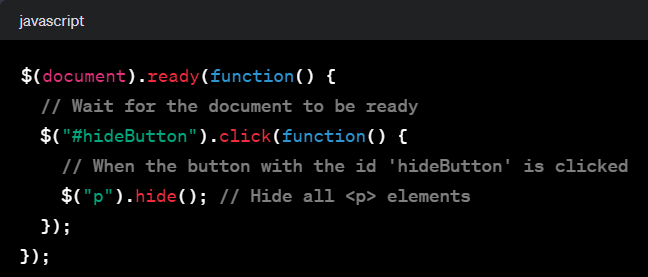 javascript
$(document).ready(function() {
// Wait for the document to be ready
$("#hideButton").click(function() {
// When the button with the id 'hideButton' is clicked
$("p").hide(); // Hide all <p> elements
});
});